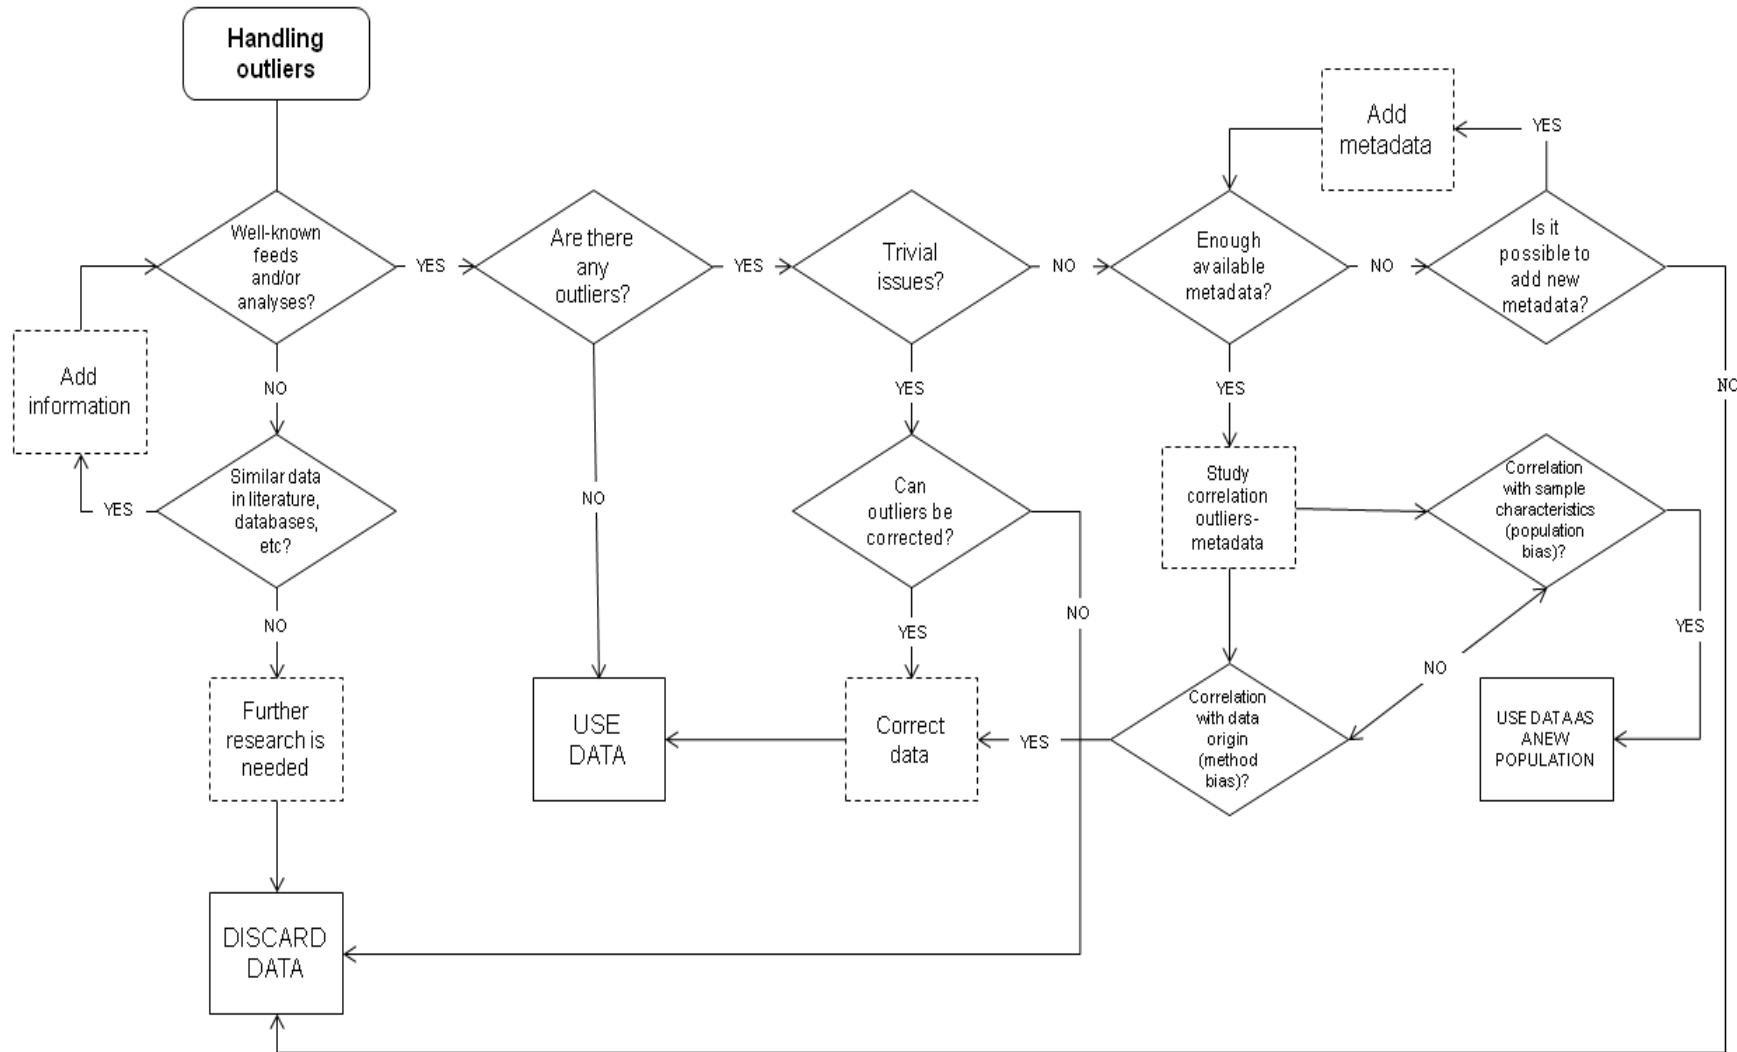 Handling
outliers
Add
metadata
YES
Well-known
feeds
and/or
analyses?
YES
Are there
any
outliers?
YES
Trivial
issues?
NO
Enough
available
metadata?
NO
Is it
possible to
add new
metadata?
Add
information
NO
YES
YES
NO
YES
Similar data
in literature,
databases,
etc?
NO
Can
outliers be
corrected?
Study
correlation
outliers-
metadata
Correlation
with sample
characteristics
(population
bias)?
NO
YES
NO
YES
NO
Further
research is
needed
USE
DATA
Correct
data
YES
Correlation
with data
origin
(method
bias)?
USE DATA AS
A NEW
POPULATION
DISCARD
DATA